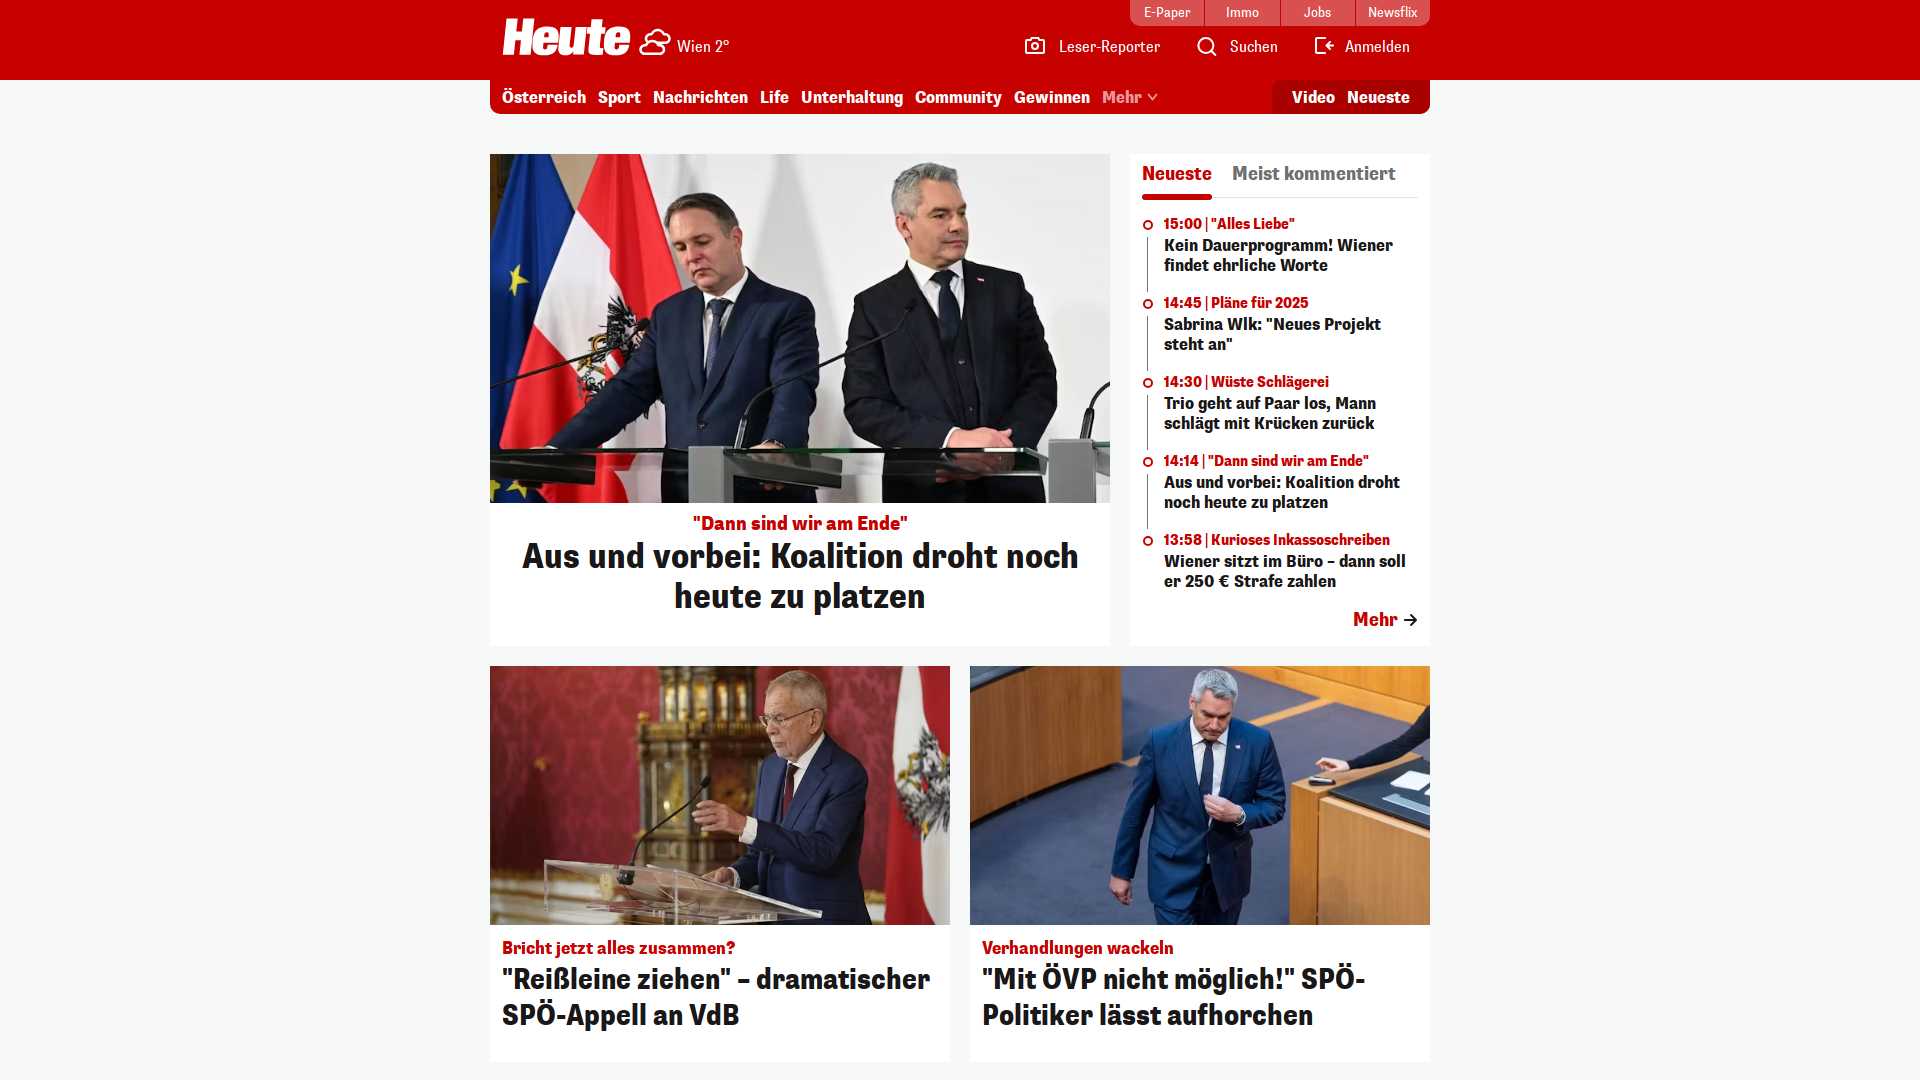 E-Paper
Immo
Jobs
Newsflix
Heute
Wien 2°
Leser-Reporter
Suchen
Anmelden
Österreich
Sport
Nachrichten
Life
Unterhaltung
Community
Gewinnen
Mehr
Video
Neueste
"Dann sind wir am Ende"
Aus und vorbei: Koalition droht noch
heute zu platzen
Neueste
Meist kommentiert
15:00 | "Alles Liebe"
Kein Dauerprogramm! Wiener
findet ehrliche Worte
14:45 | Pläne für 2025
Sabrina Wlk: "Neues Projekt
steht an"
14:30 | Wüste Schlägerei
Trio geht auf Paar los, Mann
schlägt mit Krücken zurück
14:14 | "Dann sind wir am Ende"
Aus und vorbei: Koalition droht
noch heute zu platzen
13:58 | Kurioses Inkassoschreiben
Wiener sitzt im Büro – dann soll
er 250 € Strafe zahlen
Mehr
Bricht jetzt alles zusammen?
"Reißleine ziehen" – dramatischer
SPÖ-Appell an VdB
Verhandlungen wackeln
"Mit ÖVP nicht möglich!" SPÖ-
Politiker lässt aufhorchen